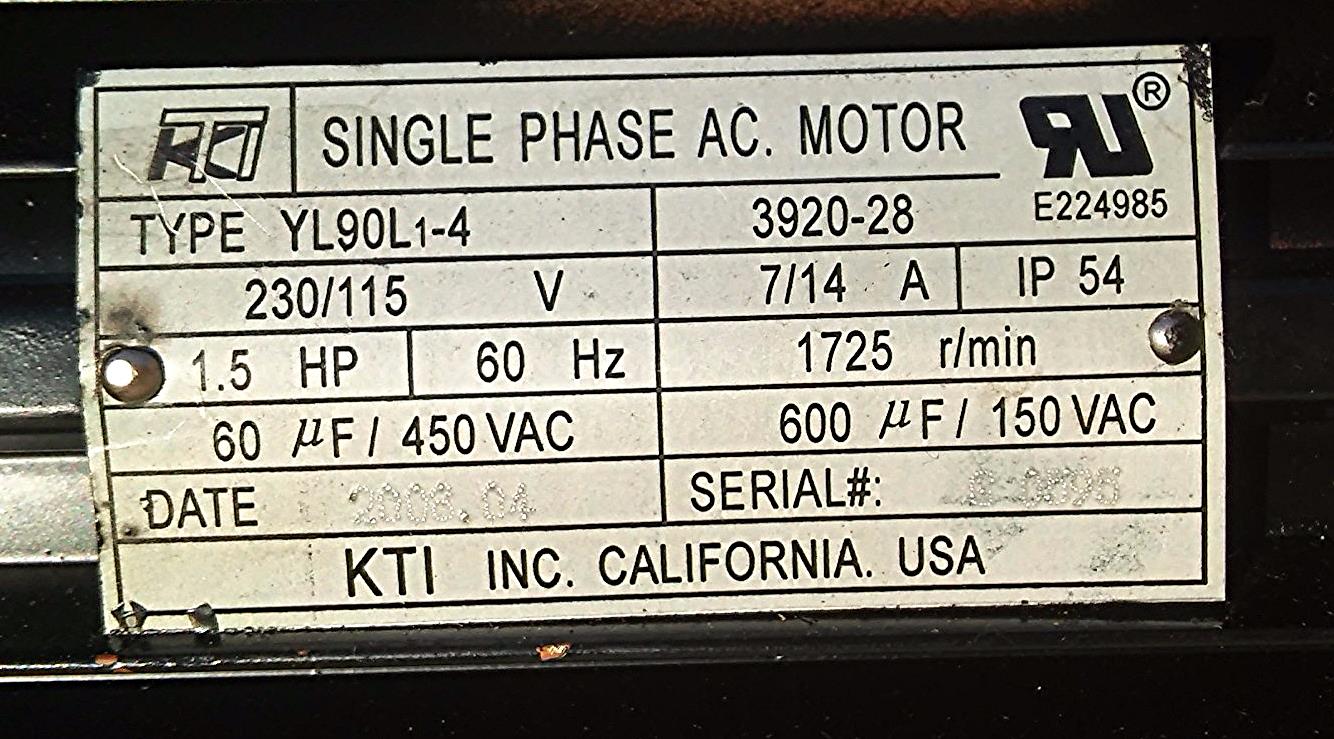 KTI SINGLE PHASE AC. MOTOR ®
E224985
TYPE YL90L1-4 3920-28
230/115 V 7/14 A IP 54
1.5 HP 60 Hz 1725 r/min
60 μF/ 450 VAC 600 μF/ 150 VAC
DATE 2008.04 SERIAL#:
KTI INC. CALIFORNIA. USA